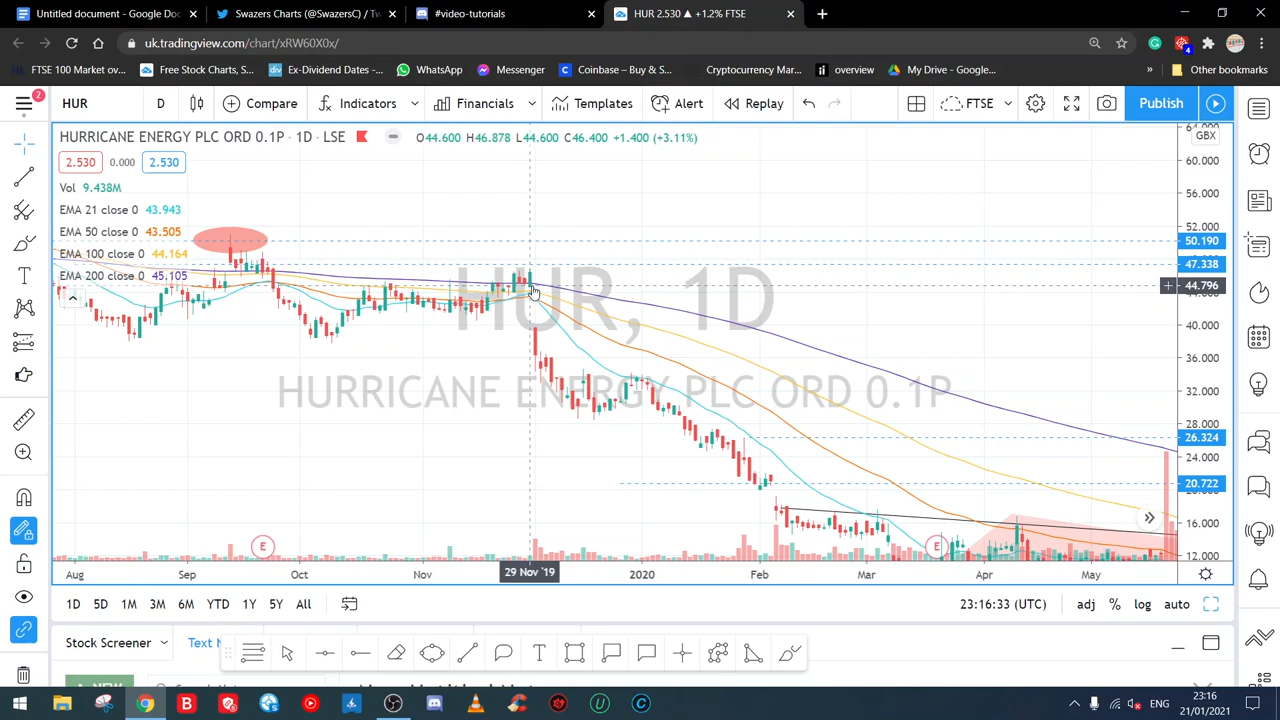 Untitled document - Google Doc
Swazers Charts (@SwazersC) / Tw
#video-tutorials
HUR 2.530 ▲ +1.2% FTSE
uk.tradingview.com/chart/xRW60X0x/
4
FTSE 100 Market ov...
Free Stock Charts, S...
Ex-Dividend Dates -...
WhatsApp
Messenger
Coinbase – Buy & S...
Cryptocurrency Mar...
overview
My Drive - Google...
»
Other bookmarks
2
HUR
D
Compare
Indicators
Financials
Templates
Alert
Replay
FTSE
Publish
HURRICANE ENERGY PLC ORD 0.1P · 1D · LSE
O44.600 H46.878 L44.600 C46.400 +1.400 (+3.11%)
2.530 0.000 2.530
Vol 9.438M
EMA 21 close 0 43.943
EMA 50 close 0 43.505
EMA 100 close 0 44.164
EMA 200 close 0 45.105
HUR, 1D
HURRICANE ENERGY PLC ORD 0.1P
GBX
60.000
56.000
52.000
50.190
47.338
44.796
40.000
36.000
32.000
28.000
26.324
24.000
20.722
16.000
12.000
E
E
Aug
Sep
Oct
Nov
29 Nov '19
2020
Feb
Mar
Apr
May
1D 5D 1M 3M 6M YTD 1Y 5Y All
23:16:33 (UTC)
adj % log auto
Stock Screener
Text N
NEW
ENG
23:16
21/01/2021